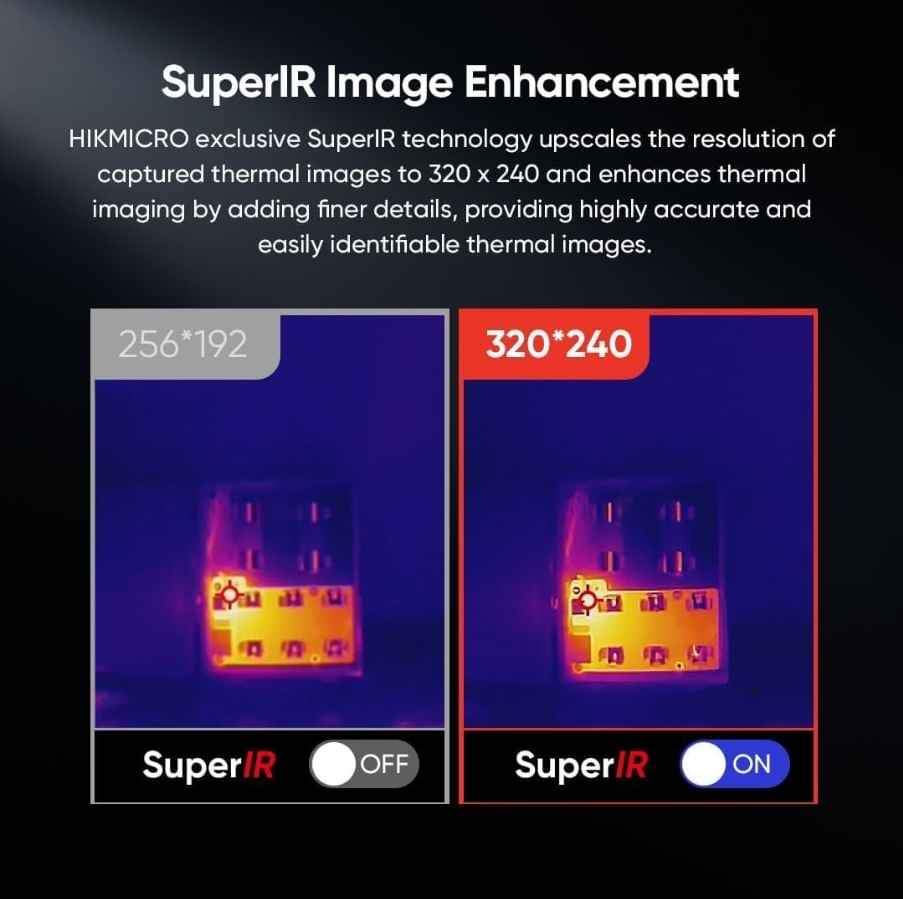 SuperIR Image Enhancement
HIKMICRO exclusive SuperIR technology upscales the resolution of
captured thermal images to 320 x 240 and enhances thermal
imaging by adding finer details, providing highly accurate and
easily identifiable thermal images.
256*192
320*240
SuperIR OFF
SuperIR ON